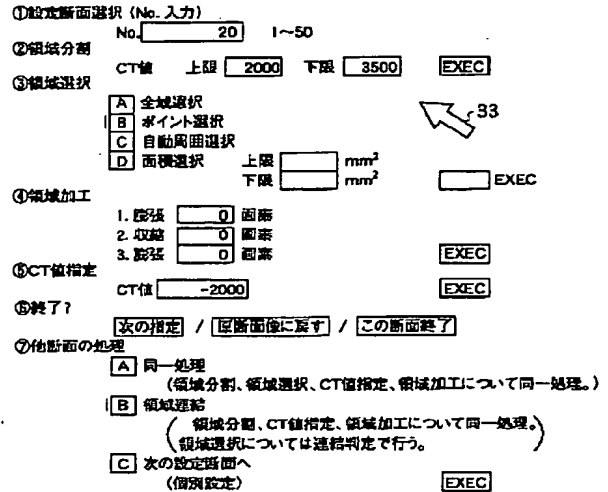 ①設定断面選択 (No. 入力)
No. 20 1~50
②領域分割
CT値 上限 2000 下限 3500 EXEC
③領域選択
A 全域選択
33
B ポイント選択
C 自動周囲選択
D 面積選択 上限 mm²
下限 mm² EXEC
④領域加工
1. 膨張 0 画素
2. 収縮 0 画素
3. 膨張 0 画素 EXEC
⑤CT値指定
CT値 -2000 EXEC
⑥終了?
次の指定 / 原断面像に戻す / この断面終了
⑦他断面の処理
A 同一処理
(領域分割、領域選択、CT値指定、領域加工について同一処理。)
B 領域連結
( 領域分割、CT値指定、領域加工について同一処理。
領域選択については連結判定で行う。 )
C 次の設定断面へ
(個別設定) EXEC